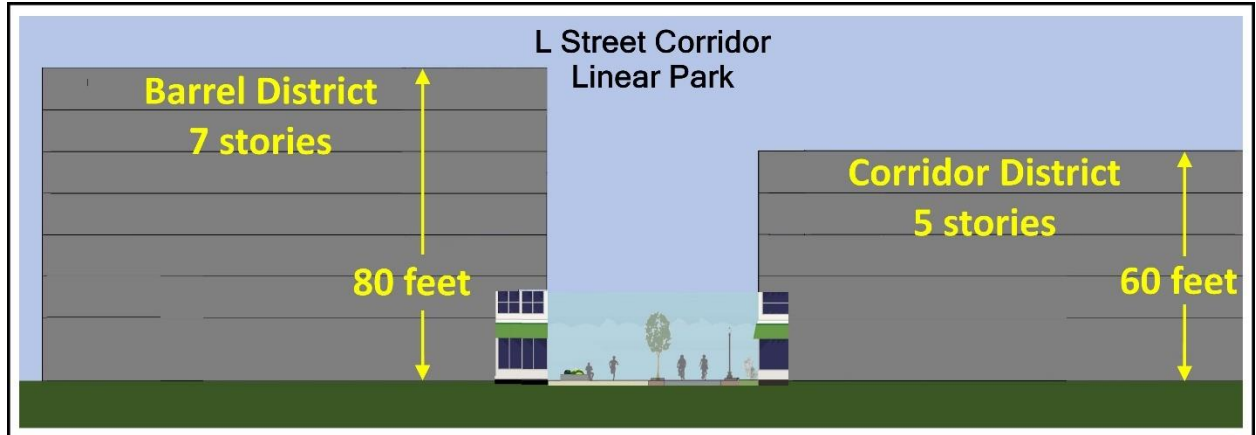 L Street Corridor
Linear Park
Barrel District
7 stories
80 feet
Corridor District
5 stories
60 feet